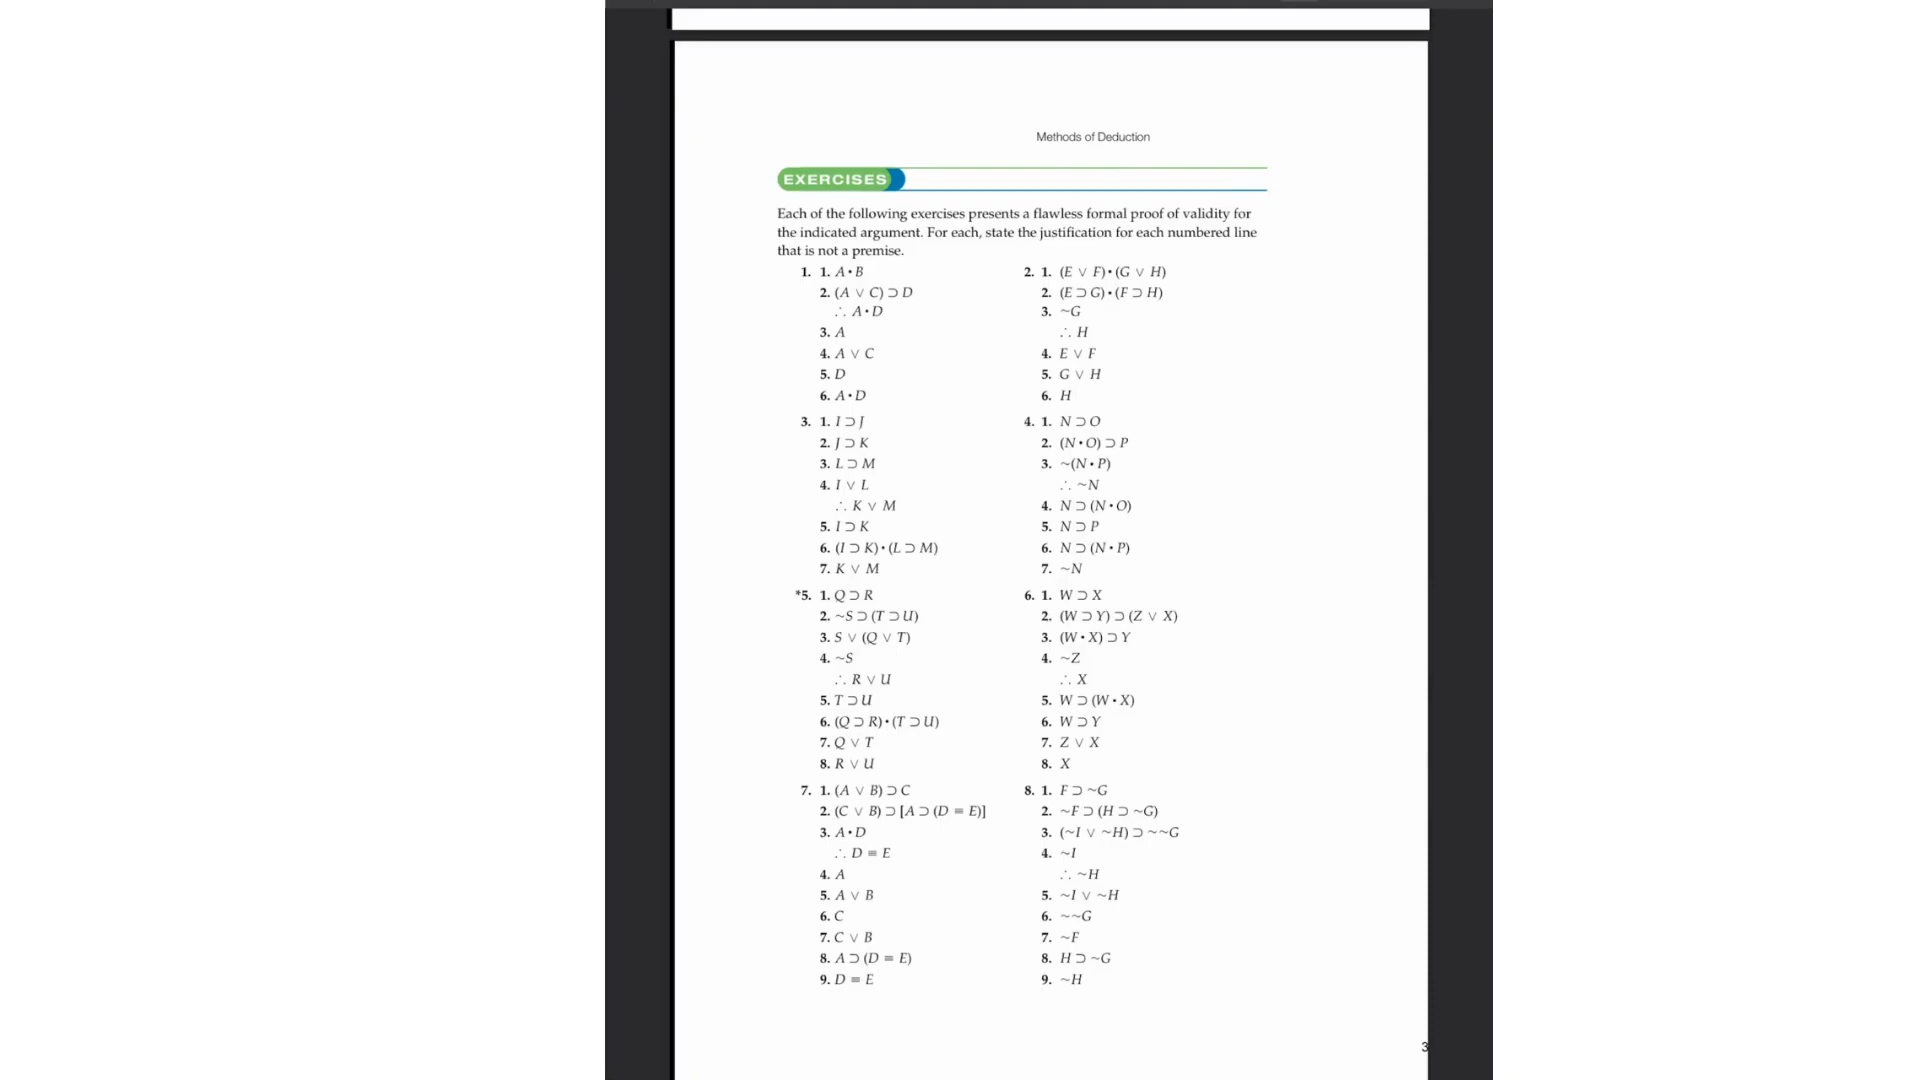 Methods of Deduction
EXERCISES
Each of the following exercises presents a flawless formal proof of validity for
the indicated argument. For each, state the justification for each numbered line
that is not a premise.
1. 1. A • B
2. (A ∨ C) ⊃ D
∴ A • D
3. A
4. A ∨ C
5. D
6. A • D
2. 1. (E ∨ F) • (G ∨ H)
2. (E ⊃ G) • (F ⊃ H)
3. ~G
∴ H
4. E ∨ F
5. G ∨ H
6. H
3. 1. I ⊃ J
2. J ⊃ K
3. L ⊃ M
4. I ∨ L
∴ K ∨ M
5. I ⊃ K
6. (I ⊃ K) • (L ⊃ M)
7. K ∨ M
4. 1. N ⊃ O
2. (N • O) ⊃ P
3. ~(N • P)
∴ ~N
4. N ⊃ (N • O)
5. N ⊃ P
6. N ⊃ (N • P)
7. ~N
*5. 1. Q ⊃ R
2. ~S ⊃ (T ⊃ U)
3. S ∨ (Q ∨ T)
4. ~S
∴ R ∨ U
5. T ⊃ U
6. (Q ⊃ R) • (T ⊃ U)
7. Q ∨ T
8. R ∨ U
6. 1. W ⊃ X
2. (W ⊃ Y) ⊃ (Z ∨ X)
3. (W • X) ⊃ Y
4. ~Z
∴ X
5. W ⊃ (W • X)
6. W ⊃ Y
7. Z ∨ X
8. X
7. 1. (A ∨ B) ⊃ C
2. (C ∨ B) ⊃ [A ⊃ (D ≡ E)]
3. A • D
∴ D ≡ E
4. A
5. A ∨ B
6. C
7. C ∨ B
8. A ⊃ (D ≡ E)
9. D ≡ E
8. 1. F ⊃ ~G
2. ~F ⊃ (H ⊃ ~G)
3. (~I ∨ ~H) ⊃ ~~G
4. ~I
∴ ~H
5. ~I ∨ ~H
6. ~~G
7. ~F
8. H ⊃ ~G
9. ~H
3